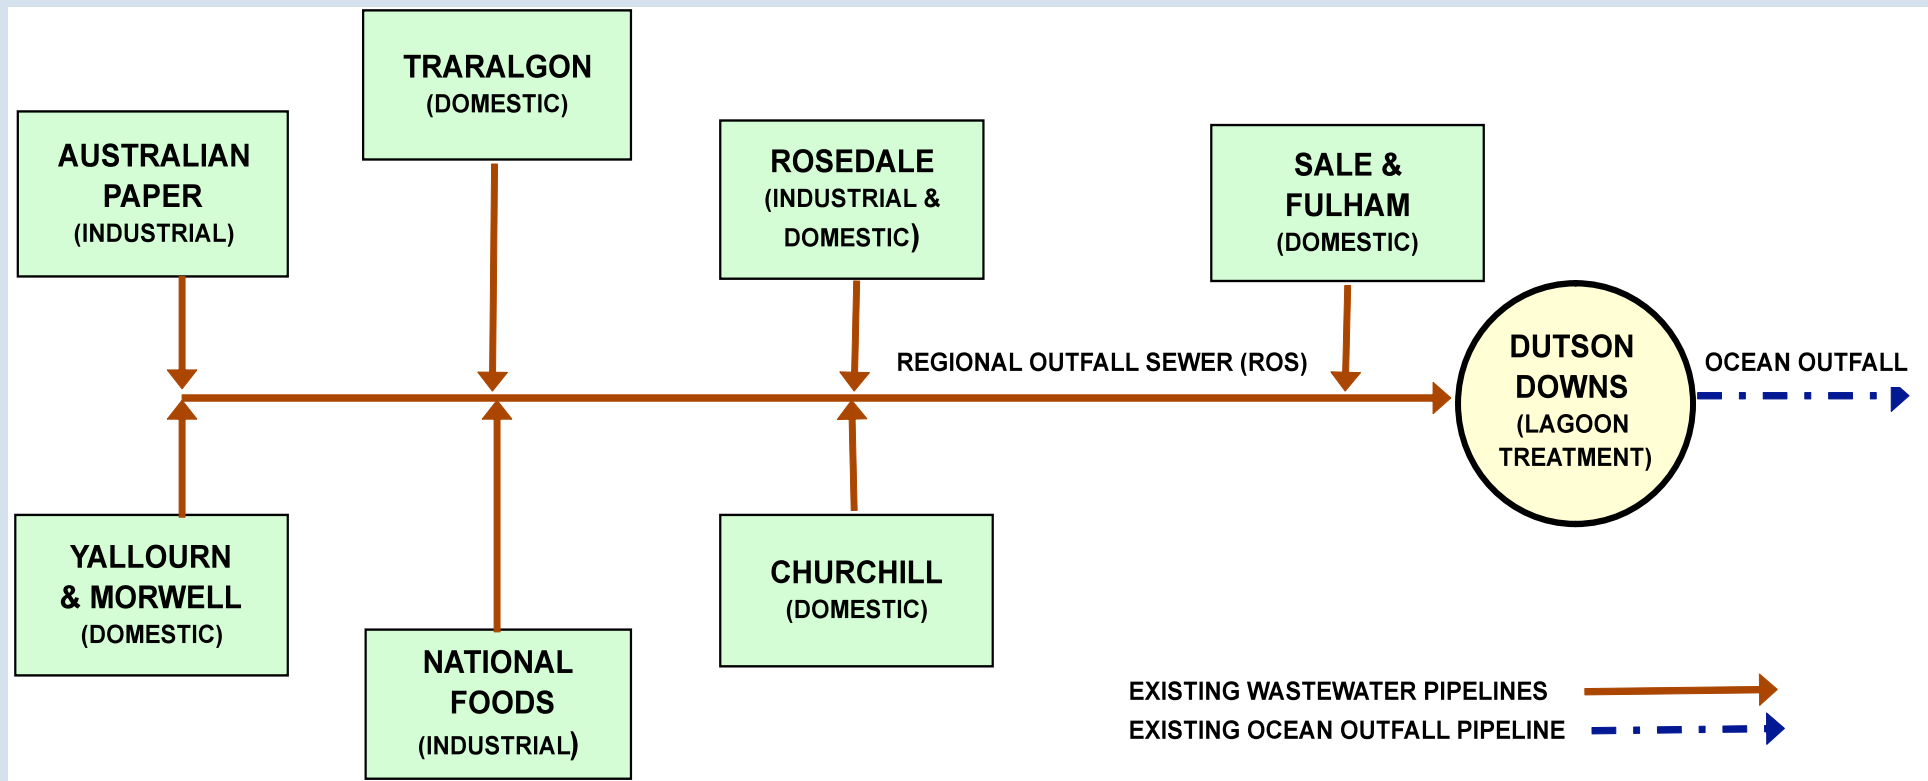 TRARALGON
(DOMESTIC)
AUSTRALIAN
PAPER
(INDUSTRIAL)
ROSEDALE
(INDUSTRIAL &
DOMESTIC)
SALE &
FULHAM
(DOMESTIC)
REGIONAL OUTFALL SEWER (ROS)
DUTSON
DOWNS
(LAGOON
TREATMENT)
OCEAN OUTFALL
YALLOURN
& MORWELL
(DOMESTIC)
NATIONAL
FOODS
(INDUSTRIAL)
CHURCHILL
(DOMESTIC)
EXISTING WASTEWATER PIPELINES
EXISTING OCEAN OUTFALL PIPELINE